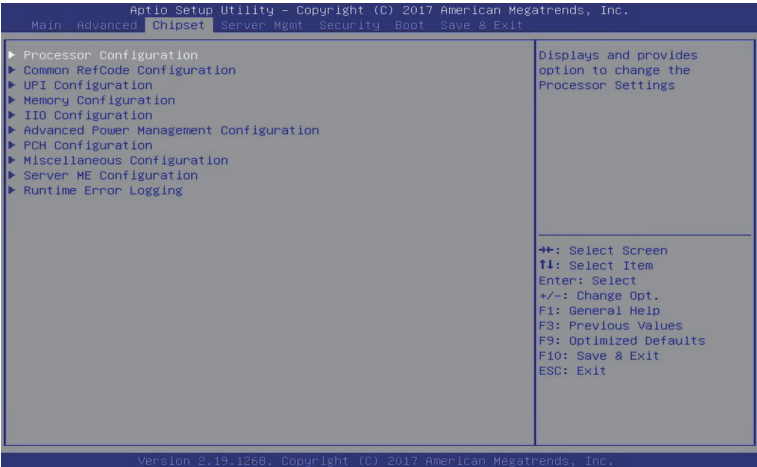 Aptio Setup Utility – Copyright (C) 2017 American Megatrends, Inc.
Main Advanced Chipset Server Mgmt Security Boot Save & Exit
Processor Configuration
Common RefCode Configuration
UPI Configuration
Memory Configuration
IIO Configuration
Advanced Power Management Configuration
PCH Configuration
Miscellaneous Configuration
Server ME Configuration
Runtime Error Logging
Displays and provides
option to change the
Processor Settings
→←: Select Screen
↑↓: Select Item
Enter: Select
+/-: Change Opt.
F1: General Help
F3: Previous Values
F9: Optimized Defaults
F10: Save & Exit
ESC: Exit
Version 2.19.1268. Copyright (C) 2017 American Megatrends, Inc.